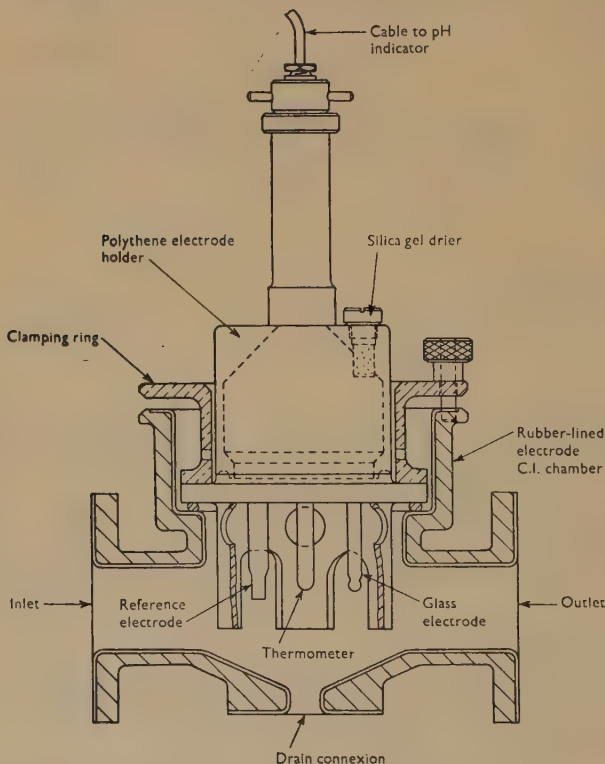 Cable to pH
indicator
Polythene electrode
holder
Silica gel drier
Clamping ring
Rubber-lined
electrode
C.I. chamber
Inlet
Outlet
Reference
electrode
Glass
electrode
Thermometer
Drain connexion